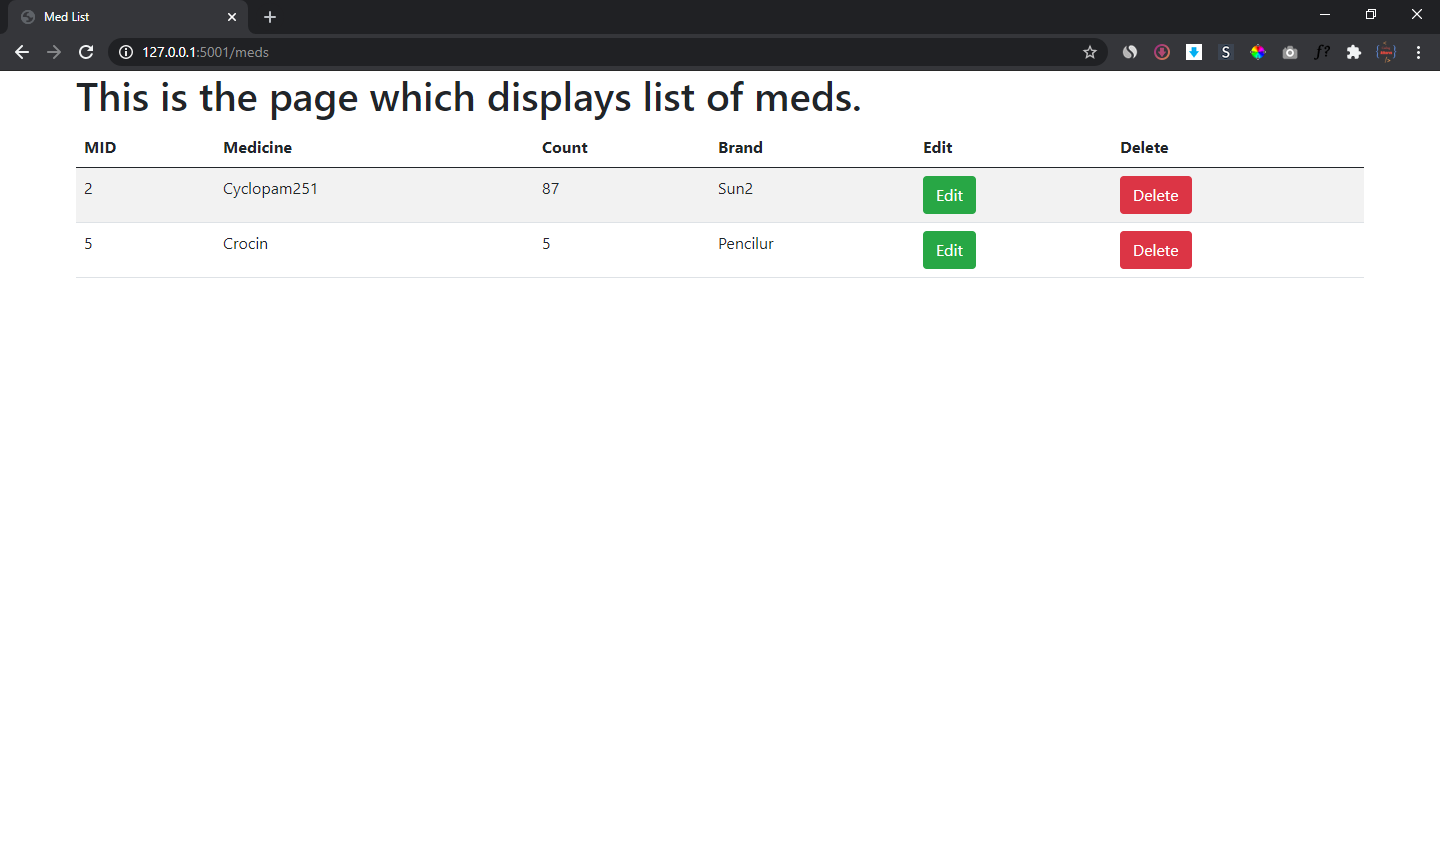 Med List
127.0.0.1:5001/meds
S
f?
This is the page which displays list of meds.
MID Medicine Count Brand Edit Delete
2 Cyclopam251 87 Sun2 Edit Delete
5 Crocin 5 Pencilur Edit Delete